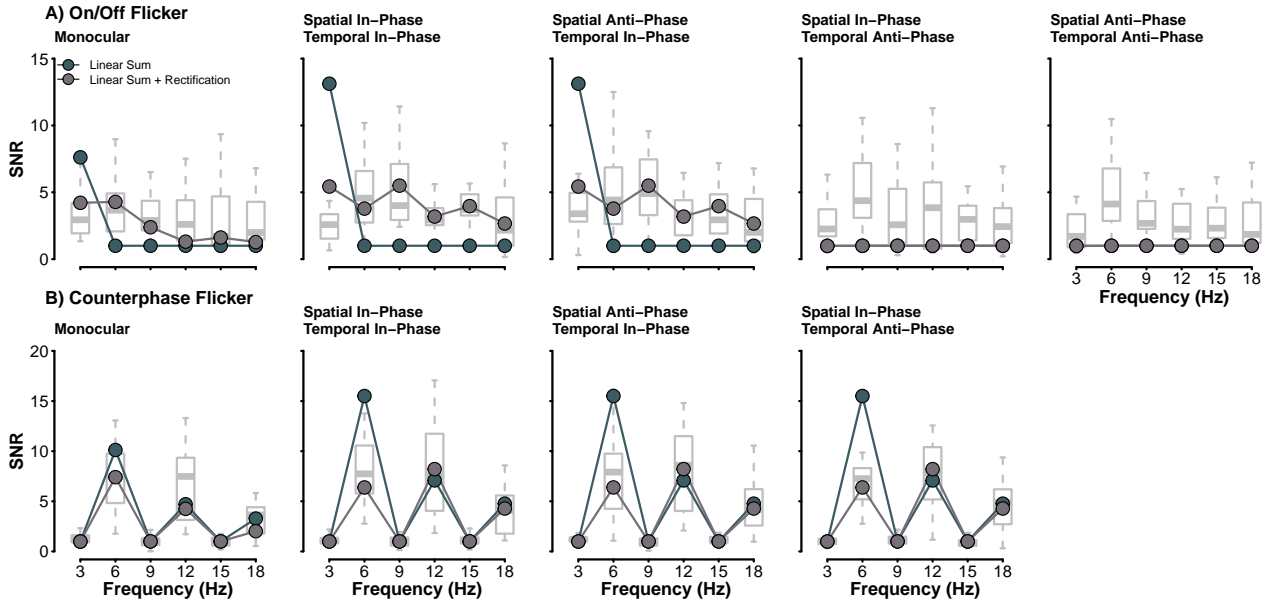 A) On/Off Flicker
Monocular
Spatial In−Phase
Temporal In−Phase
Spatial Anti−Phase
Temporal In−Phase
Spatial In−Phase
Temporal Anti−Phase
Spatial Anti−Phase
Temporal Anti−Phase
15
10
5
0
SNR
Linear Sum
Linear Sum + Rectification
3 6 9 12 15 18
Frequency (Hz)
B) Counterphase Flicker
Monocular
Spatial In−Phase
Temporal In−Phase
Spatial Anti−Phase
Temporal In−Phase
Spatial In−Phase
Temporal Anti−Phase
20
15
10
5
0
SNR
3 6 9 12 15 18
Frequency (Hz)
3 6 9 12 15 18
Frequency (Hz)
3 6 9 12 15 18
Frequency (Hz)
3 6 9 12 15 18
Frequency (Hz)